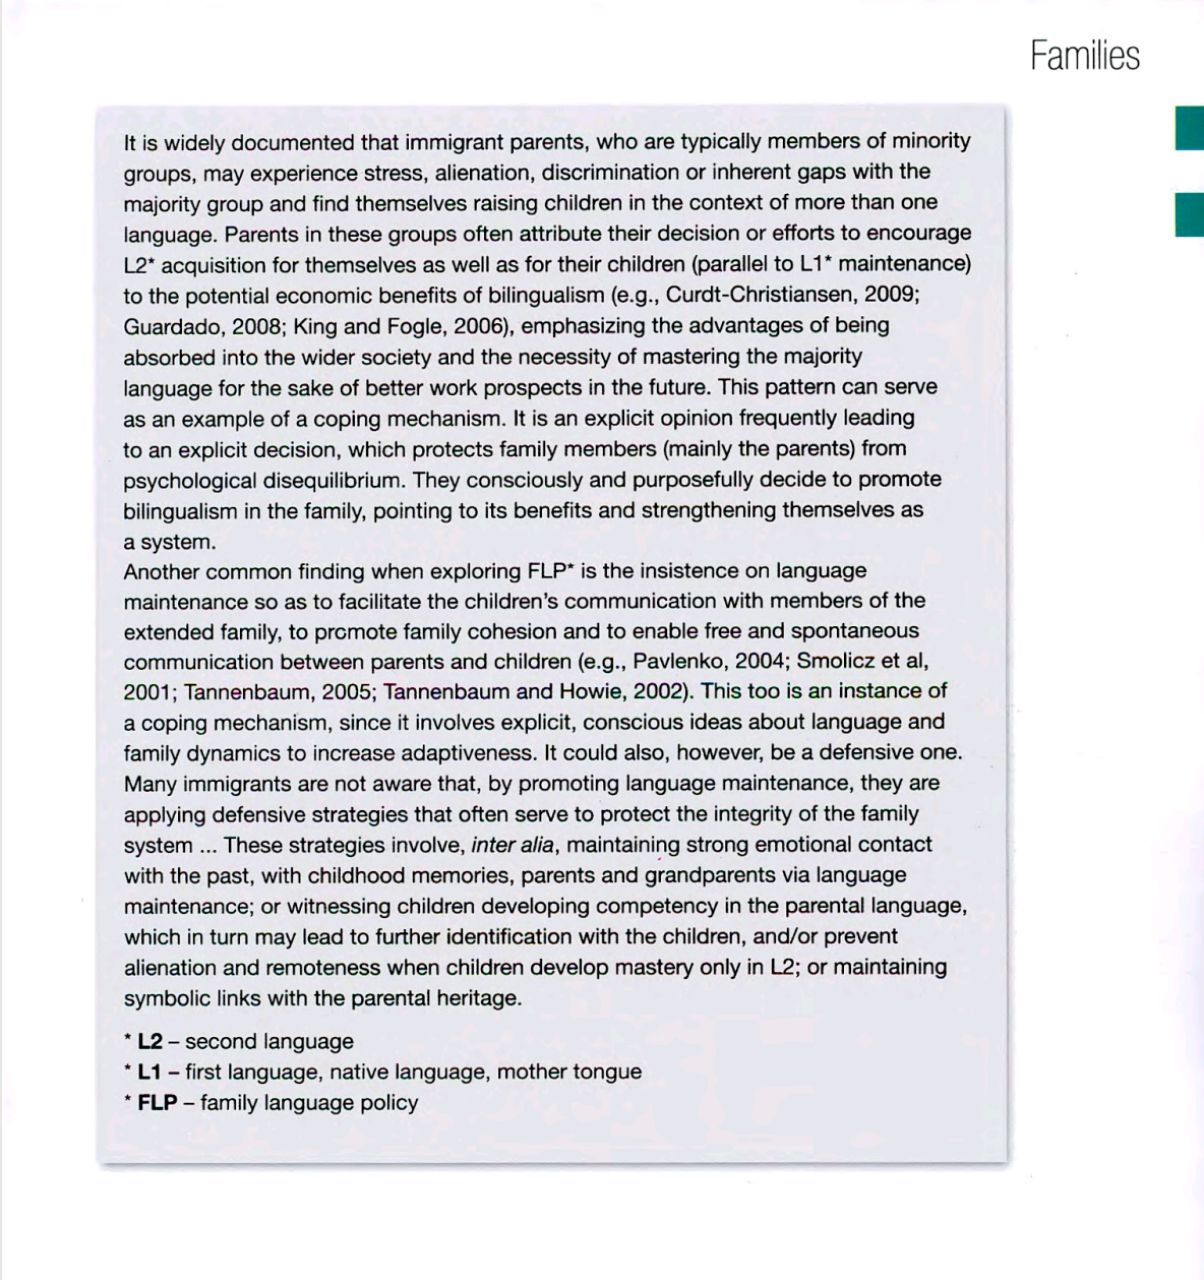 Families
It is widely documented that immigrant parents, who are typically members of minority
groups, may experience stress, alienation, discrimination or inherent gaps with the
majority group and find themselves raising children in the context of more than one
language. Parents in these groups often attribute their decision or efforts to encourage
L2* acquisition for themselves as well as for their children (parallel to L1* maintenance)
to the potential economic benefits of bilingualism (e.g., Curdt-Christiansen, 2009;
Guardado, 2008; King and Fogle, 2006), emphasizing the advantages of being
absorbed into the wider society and the necessity of mastering the majority
language for the sake of better work prospects in the future. This pattern can serve
as an example of a coping mechanism. It is an explicit opinion frequently leading
to an explicit decision, which protects family members (mainly the parents) from
psychological disequilibrium. They consciously and purposefully decide to promote
bilingualism in the family, pointing to its benefits and strengthening themselves as
a system.
Another common finding when exploring FLP* is the insistence on language
maintenance so as to facilitate the children's communication with members of the
extended family, to promote family cohesion and to enable free and spontaneous
communication between parents and children (e.g., Pavlenko, 2004; Smolicz et al,
2001; Tannenbaum, 2005; Tannenbaum and Howie, 2002). This too is an instance of
a coping mechanism, since it involves explicit, conscious ideas about language and
family dynamics to increase adaptiveness. It could also, however, be a defensive one.
Many immigrants are not aware that, by promoting language maintenance, they are
applying defensive strategies that often serve to protect the integrity of the family
system ... These strategies involve, inter alia, maintaining strong emotional contact
with the past, with childhood memories, parents and grandparents via language
maintenance; or witnessing children developing competency in the parental language,
which in turn may lead to further identification with the children, and/or prevent
alienation and remoteness when children develop mastery only in L2; or maintaining
symbolic links with the parental heritage.
* L2 – second language
* L1 – first language, native language, mother tongue
* FLP – family language policy